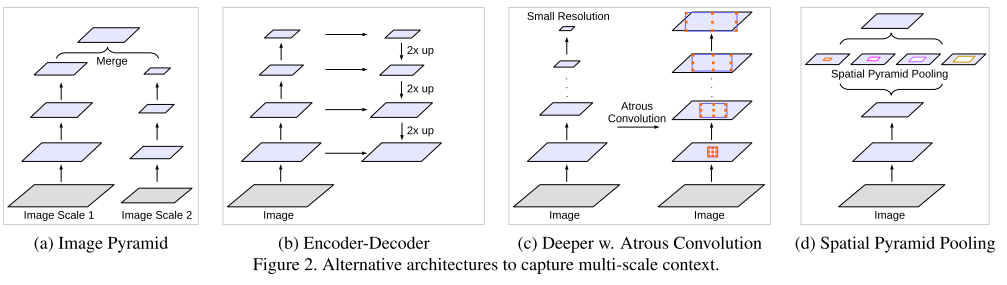 Merge
Image Scale 1
Image Scale 2
(a) Image Pyramid
2x up
2x up
2x up
Image
(b) Encoder-Decoder
Small Resolution
Atrous
Convolution
Image
Image
(c) Deeper w. Atrous Convolution
Spatial Pyramid Pooling
Image
(d) Spatial Pyramid Pooling
Figure 2. Alternative architectures to capture multi-scale context.